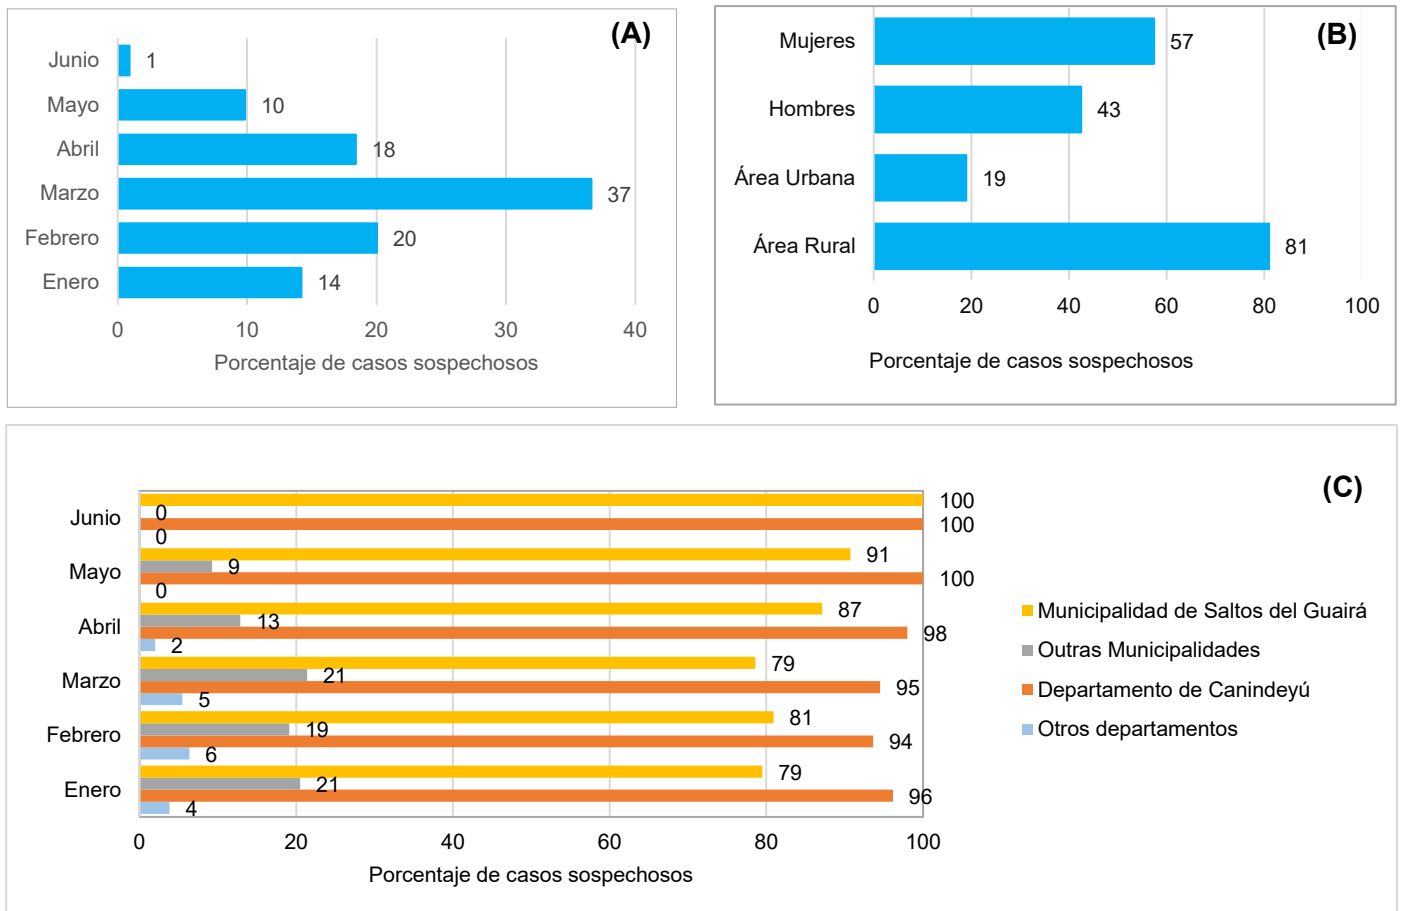 (A)
Junio 1
Mayo 10
Abril 18
Marzo 37
Febrero 20
Enero 14
0 10 20 30 40
Porcentaje de casos sospechosos
(B)
Mujeres 57
Hombres 43
Área Urbana 19
Área Rural 81
0 20 40 60 80 100
Porcentaje de casos sospechosos
(C)
100
0
Junio
100
0
91
9
Mayo
100
0
87
13
Abril
98
2
79
21
Marzo
95
5
81
19
Febrero
94
6
79
21
Enero
96
4
0 20 40 60 80 100
Porcentaje de casos sospechosos
Municipalidad de Saltos del Guairá
Outras Municipalidades
Departamento de Canindeyú
Otros departamentos